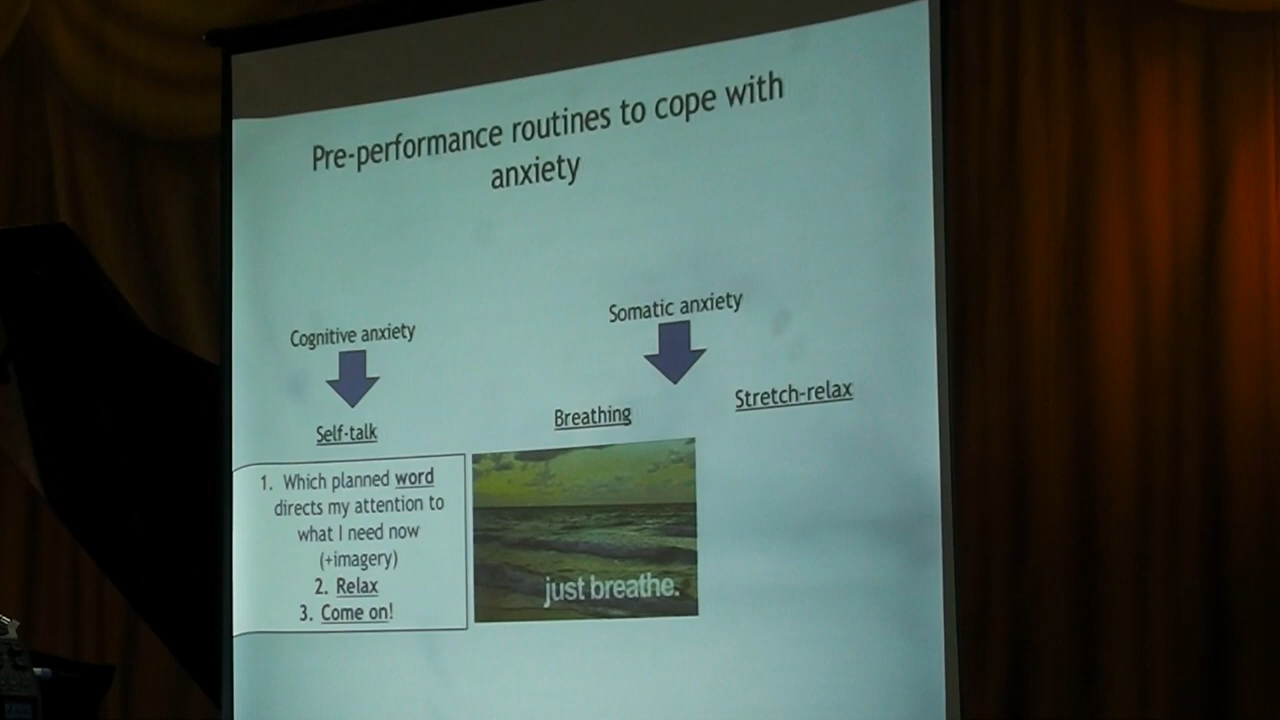 Pre-performance routines to cope with
anxiety
Cognitive anxiety
Somatic anxiety
Self-talk
Breathing
Stretch-relax
1. Which planned word
directs my attention to
what I need now
(+imagery)
2. Relax
3. Come on!
just breathe.